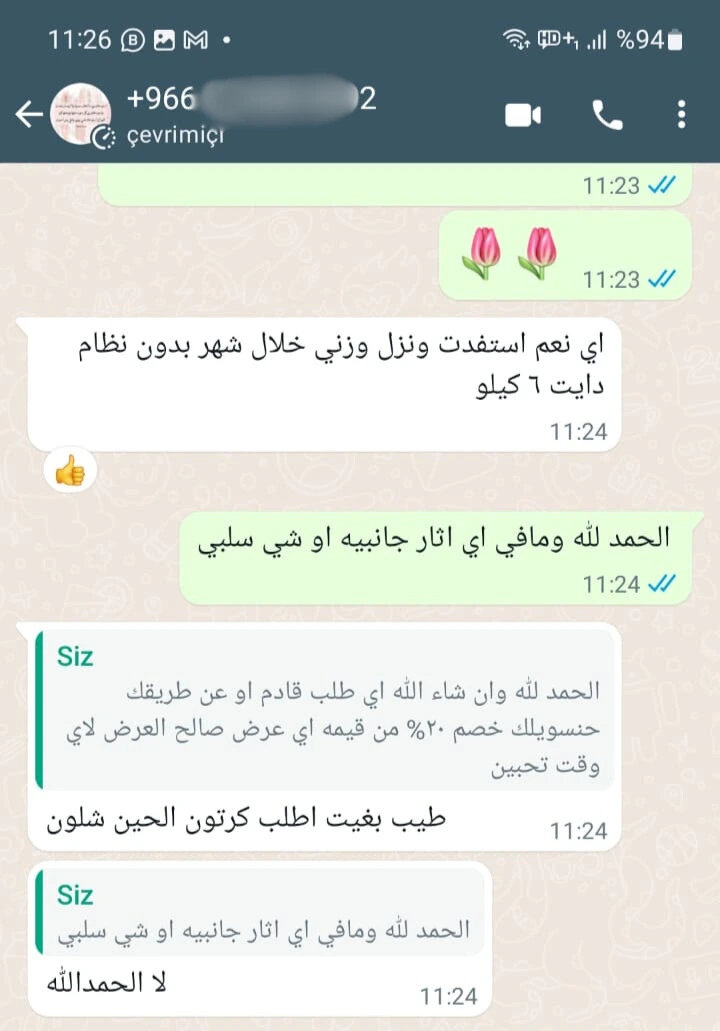 11:26 %94
+966 2
çevrimiçi
11:23
11:23
اي نعم استفدت ونزل وزني خلال شهر بدون نظام
دايت ٦ كيلو
11:24
الحمد لله ومافي اي اثار جانبيه او شي سلبي
11:24
Siz
الحمد لله وان شاء الله اي طلب قادم او عن طريقك
حنسويلك خصم ٢٠% من قيمه اي عرض صالح العرض لاي
وقت تحبين
طيب بغيت اطلب كرتون الحين شلون
11:24
Siz
الحمد لله ومافي اي اثار جانبيه او شي سلبي
لا الحمدالله
11:24